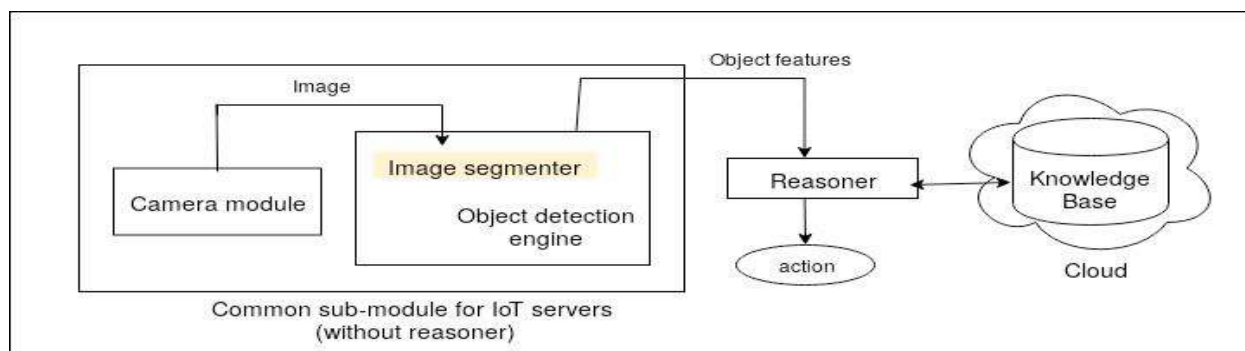 Object features
Image
Image segmenter
Camera module
Object detection
engine
Reasoner
Knowledge
Base
action
Cloud
Common sub-module for IoT servers
(without reasoner)